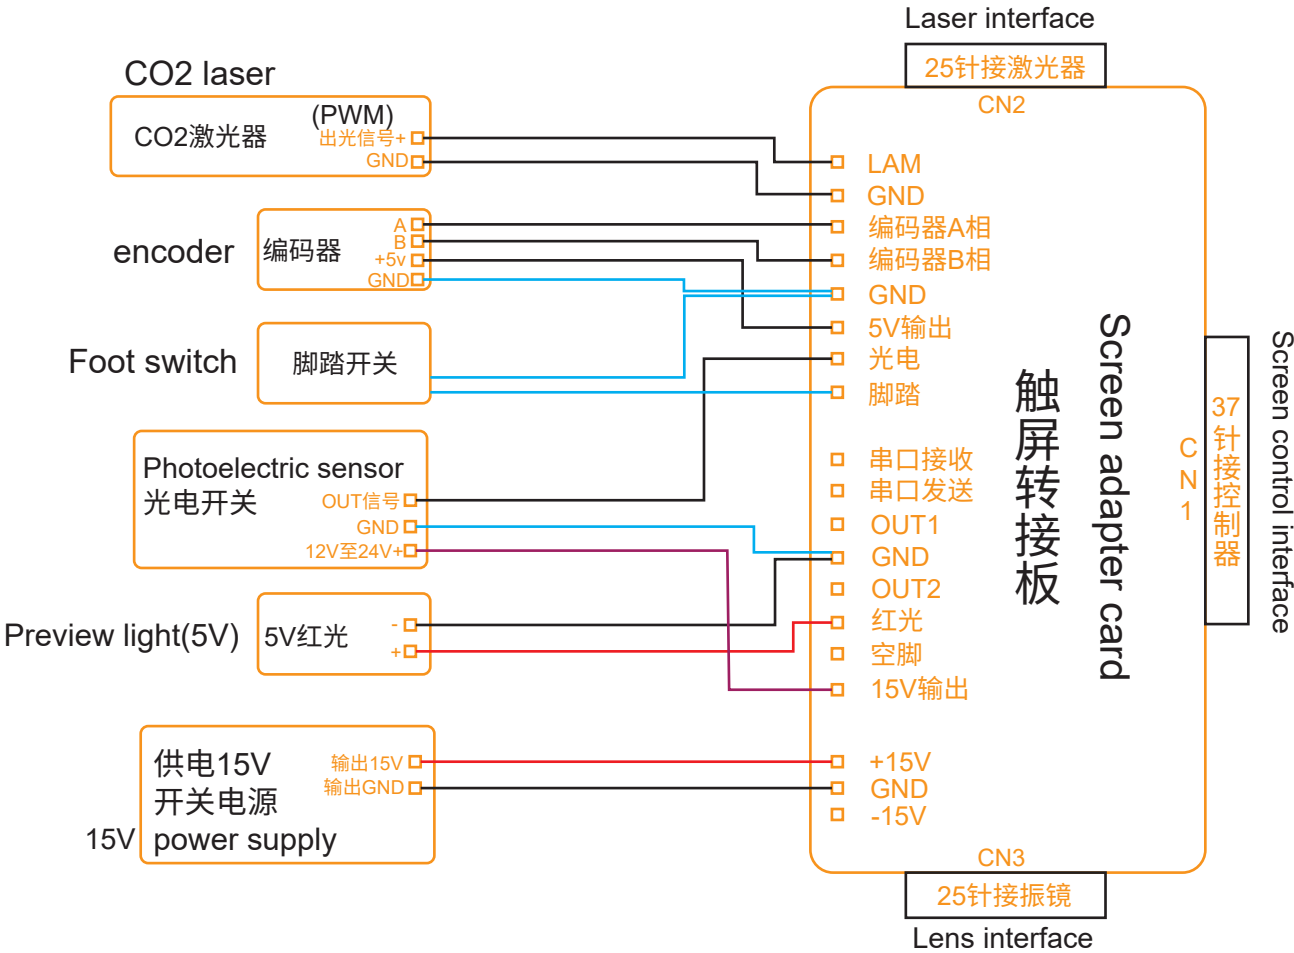 Laser interface
25针接激光器
CN2
CO2 laser
CO2激光器
(PWM)
出光信号+
GND
encoder
编码器
A
B
+5v
GND
Foot switch
脚踏开关
Photoelectric sensor
光电开关
OUT信号
GND
12V至24V+
Preview light(5V)
5V红光
-
+
供电15V
开关电源
15V power supply
输出15V
输出GND
LAM
GND
编码器A相
编码器B相
GND
5V输出
光电
脚踏
串口接收
串口发送
OUT1
GND
OUT2
红光
空脚
15V输出
+15V
GND
-15V
触屏转接板
Screen adapter card
CN1
37针接控制器
Screen control interface
CN3
25针接振镜
Lens interface